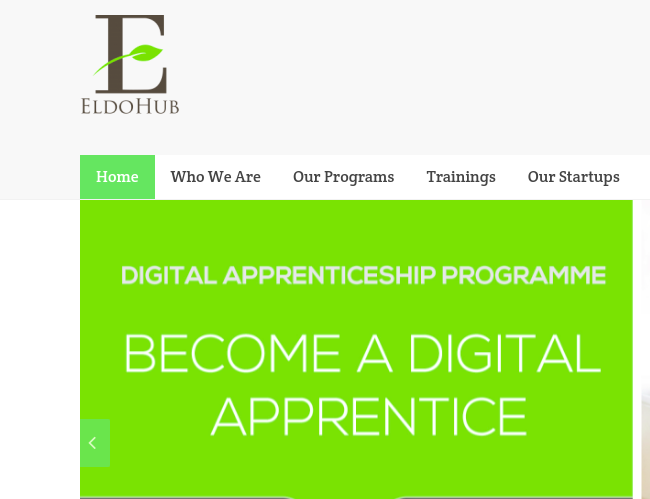 E
ELDOHUB
Home Who We Are Our Programs Trainings Our Startups
DIGITAL APPRENTICESHIP PROGRAMME
BECOME A DIGITAL
APPRENTICE